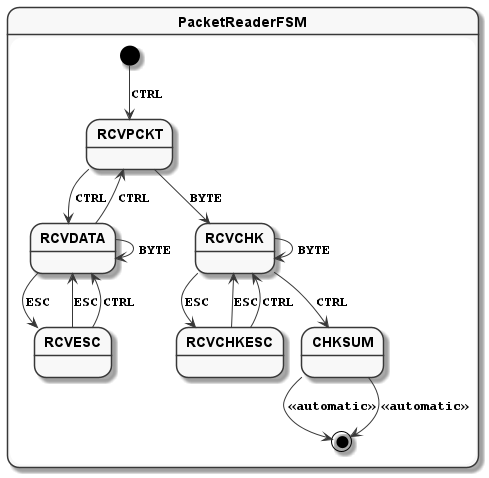 PacketReaderFSM
CTRL
RCVPCKT
CTRL
CTRL
BYTE
RCVDATA
BYTE
RCVCHK
BYTE
ESC
ESC
CTRL
ESC
ESC
CTRL
CTRL
RCVESC
RCVCHKESC
CHKSUM
«automatic»
«automatic»